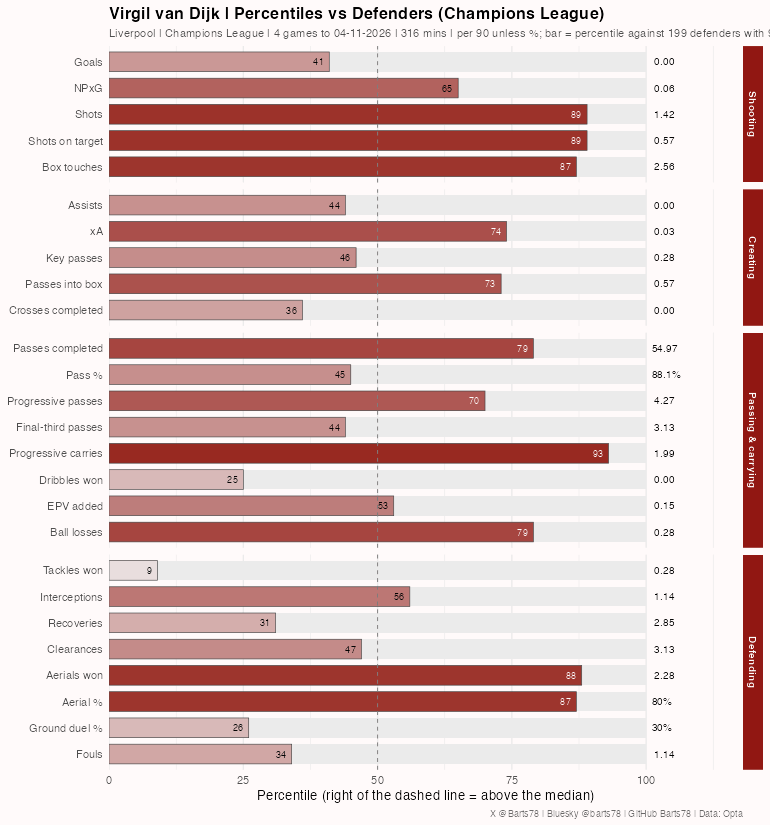 Virgil van Dijk | Percentiles vs Defenders (Champions League)
Liverpool | Champions League | 4 games to 04-11-2026 | 316 mins | per 90 unless %; bar = percentile against 199 defenders with 9
Shooting
Goals 41 0.00
NPxG 65 0.06
Shots 89 1.42
Shots on target 89 0.57
Box touches 87 2.56
Creating
Assists 44 0.00
xA 74 0.03
Key passes 46 0.28
Passes into box 73 0.57
Crosses completed 36 0.00
Passing & carrying
Passes completed 79 54.97
Pass % 45 88.1%
Progressive passes 70 4.27
Final-third passes 44 3.13
Progressive carries 93 1.99
Dribbles won 25 0.00
EPV added 53 0.15
Ball losses 79 0.28
Defending
Tackles won 9 0.28
Interceptions 56 1.14
Recoveries 31 2.85
Clearances 47 3.13
Aerials won 88 2.28
Aerial % 87 80%
Ground duel % 26 30%
Fouls 34 1.14
0 25 50 75 100
Percentile (right of the dashed line = above the median)
X @Barts78 | Bluesky @barts78 | GitHub Barts78 | Data: Opta